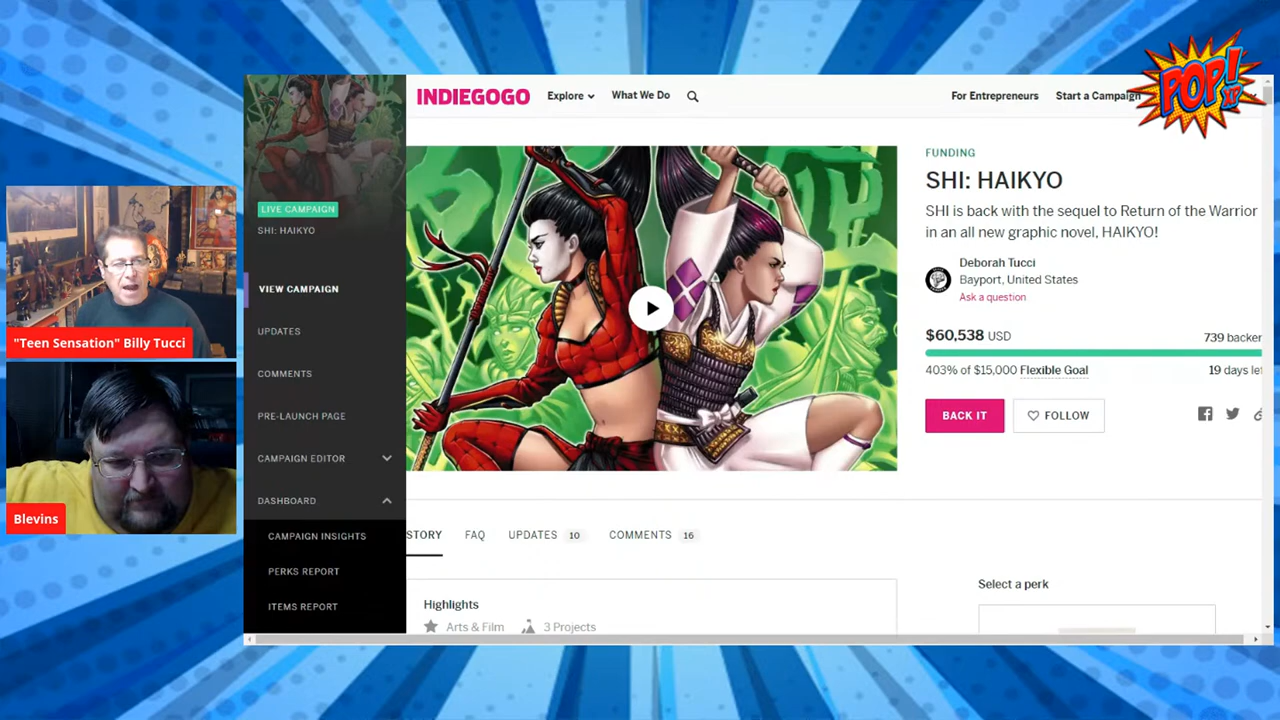 POP!
XP
"Teen Sensation" Billy Tucci
Blevins
LIVE CAMPAIGN
SHI: HAIKYO
VIEW CAMPAIGN
UPDATES
COMMENTS
PRE-LAUNCH PAGE
CAMPAIGN EDITOR
DASHBOARD
CAMPAIGN INSIGHTS
PERKS REPORT
ITEMS REPORT
INDIEGOGO Explore What We Do For Entrepreneurs Start a Campaign
FUNDING
SHI: HAIKYO
SHI is back with the sequel to Return of the Warrior
in an all new graphic novel, HAIKYO!
Deborah Tucci
Bayport, United States
Ask a question
$60,538 USD 739 backer
403% of $15,000 Flexible Goal 19 days le
BACK IT FOLLOW
STORY FAQ UPDATES 10 COMMENTS 16
Highlights
Arts & Film 3 Projects
Select a perk